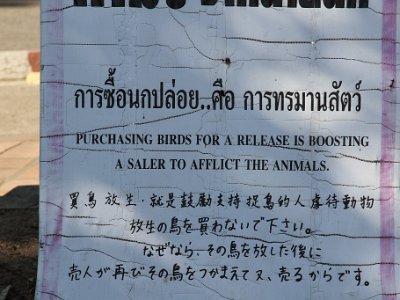 การซื้อนกปล่อย..คือ การทรมานสัตว์
PURCHASING BIRDS FOR A RELEASE IS BOOSTING
A SALER TO AFFLICT THE ANIMALS.
買鳥放生,就是鼓勵支持捉鳥的人虐待動物
放生の鳥を買わないで下さい。
なぜなら、その鳥を放した後に
売人が再びその鳥をつかまえて又、売るからです。